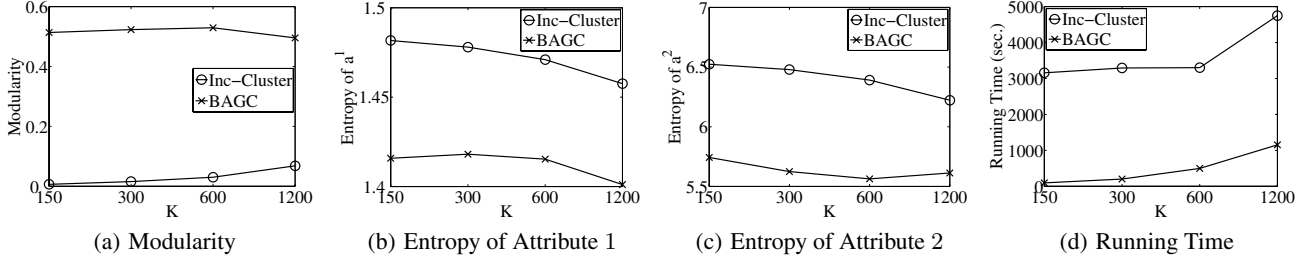 0.6
0.4
0.2
0
Modularity
Inc-Cluster
BAGC
150 300 600 1200
K
(a) Modularity
1.5
1.45
1.4
Entropy of a¹
Inc-Cluster
BAGC
150 300 600 1200
K
(b) Entropy of Attribute 1
7
6.5
6
5.5
Entropy of a²
Inc-Cluster
BAGC
150 300 600 1200
K
(c) Entropy of Attribute 2
5000
4000
3000
2000
1000
0
Running Time (sec.)
Inc-Cluster
BAGC
150 300 600 1200
K
(d) Running Time